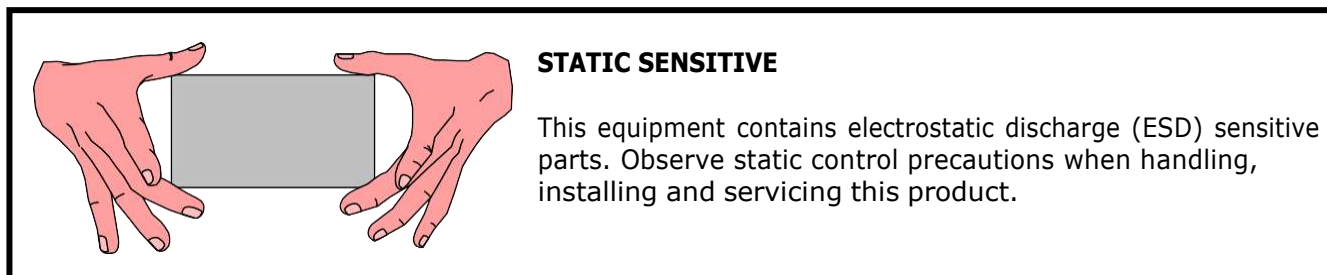 STATIC SENSITIVE
This equipment contains electrostatic discharge (ESD) sensitive
parts. Observe static control precautions when handling,
installing and servicing this product.